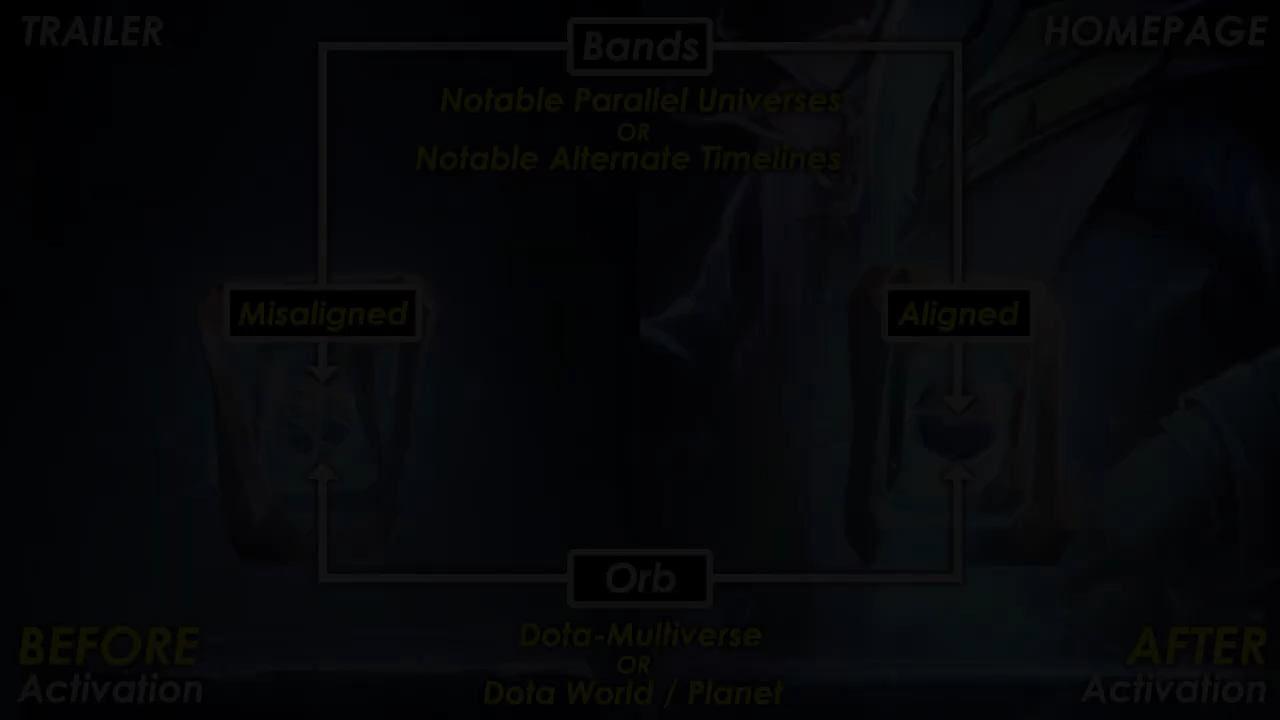 TRAILER
HOMEPAGE
Bands
Notable Parallel Universes
OR
Notable Alternate Timelines
Misaligned
Aligned
Orb
Dota-Multiverse
OR
Dota World / Planet
BEFORE
Activation
AFTER
Activation